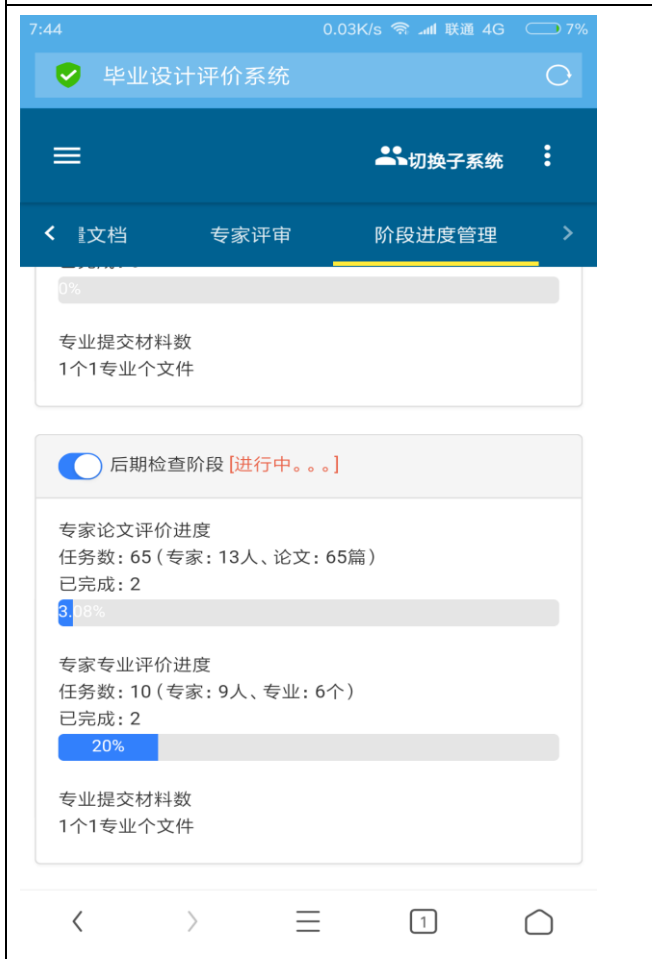 7:44 0.03K/s 联通 4G 7%
毕业设计评价系统
切换子系统
量文档 专家评审 阶段进度管理
0%
专业提交材料数
1个1专业个文件
后期检查阶段 [进行中。。。]
专家论文评价进度
任务数: 65 (专家: 13人、论文: 65篇)
已完成: 2
3.08%
专家专业评价进度
任务数: 10 (专家: 9人、专业: 6个)
已完成: 2
20%
专业提交材料数
1个1专业个文件
1